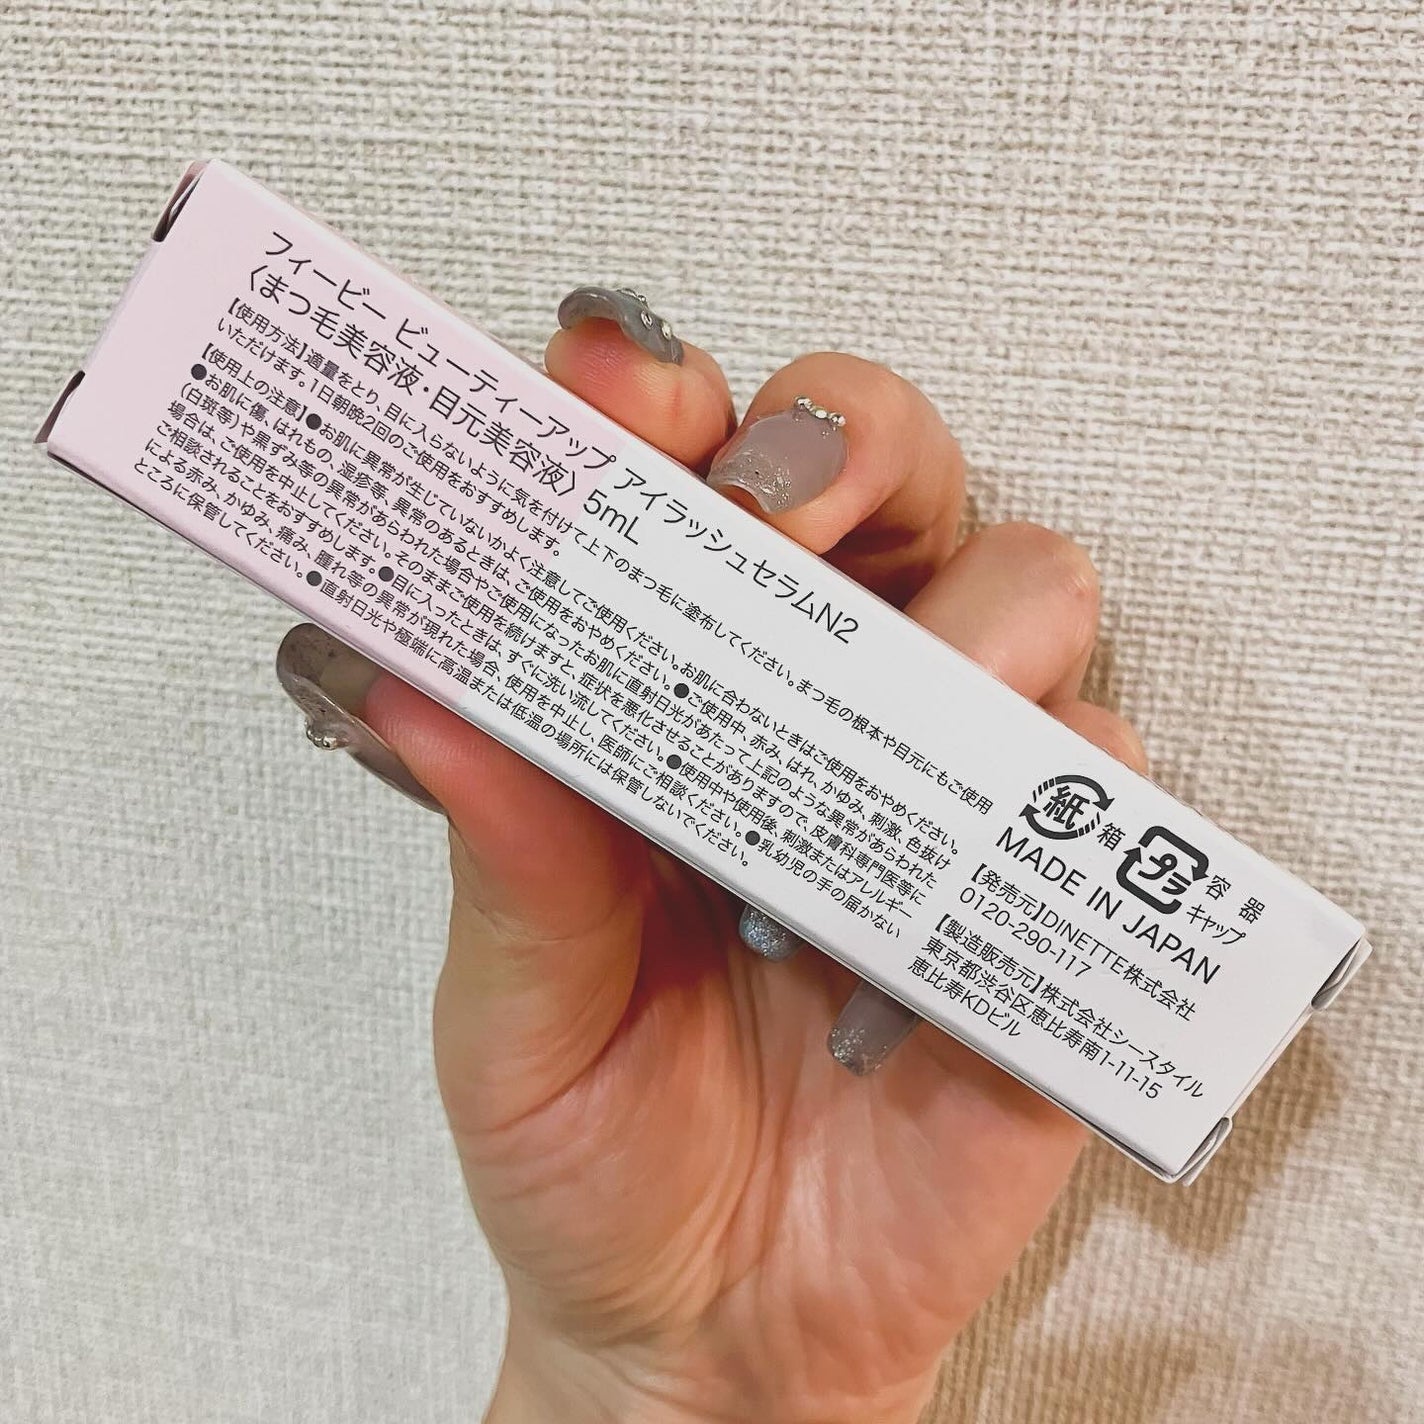 フィービー ビューティーアップ アイラッシュセラムN2
〈まつ毛美容液・目元美容液〉 5mL
【使用方法】適量をとり、目に入らないように気を付けて上下のまつ毛に塗布してください。まつ毛の根本や目元にもご使用
いただけます。1日朝晩2回のご使用をおすすめします。
【使用上の注意】●お肌に異常が生じていないかよく注意してご使用ください。お肌に合わないときはご使用をおやめください。
●お肌に傷、はれもの、湿疹等、異常のあるときは、ご使用をおやめください。●ご使用中、赤み、はれ、かゆみ、刺激、色抜け
(白斑等)や黒ずみ等の異常があらわれた場合やご使用になったお肌に直射日光があたって上記のような異常があらわれた
場合は、ご使用を中止してください。そのままご使用を続けますと、症状を悪化させることがありますので、皮膚科専門医等に
ご相談されることをおすすめします。●目に入ったときは、すぐに洗い流してください。●使用中や使用後、刺激またはアレルギー
による赤み、かゆみ、痛み、腫れ等の異常が現れた場合、使用を中止し、医師にご相談ください。●乳幼児の手の届かない
ところに保管してください。●直射日光や極端に高温または低温の場所には保管しないでください。
紙 箱
プラ 容器
キャップ
MADE IN JAPAN
【発売元】DINETTE株式会社
0120-290-117
【製造販売元】株式会社シースタイル
東京都渋谷区恵比寿南1-11-15
恵比寿KDビル